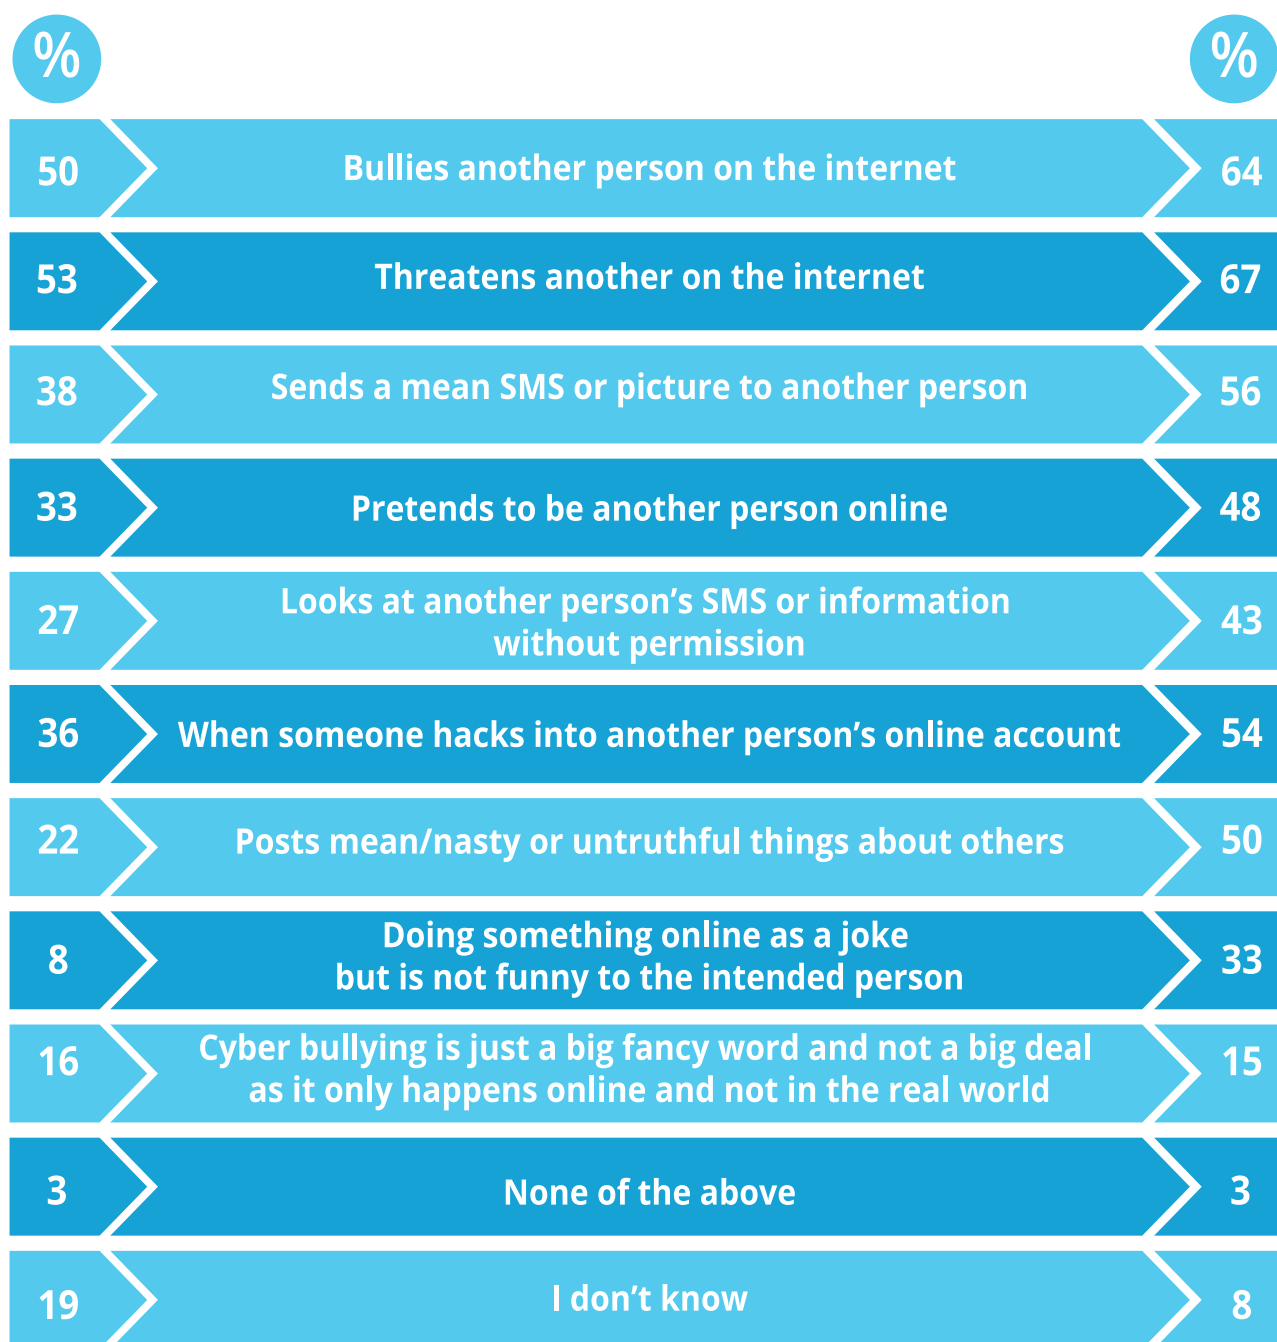 % %
50 Bullies another person on the internet 64
53 Threatens another on the internet 67
38 Sends a mean SMS or picture to another person 56
33 Pretends to be another person online 48
27 Looks at another person’s SMS or information 43
without permission
36 When someone hacks into another person’s online account 54
22 Posts mean/nasty or untruthful things about others 50
8 Doing something online as a joke 33
but is not funny to the intended person
16 Cyber bullying is just a big fancy word and not a big deal 15
as it only happens online and not in the real world
3 None of the above 3
19 I don’t know 8